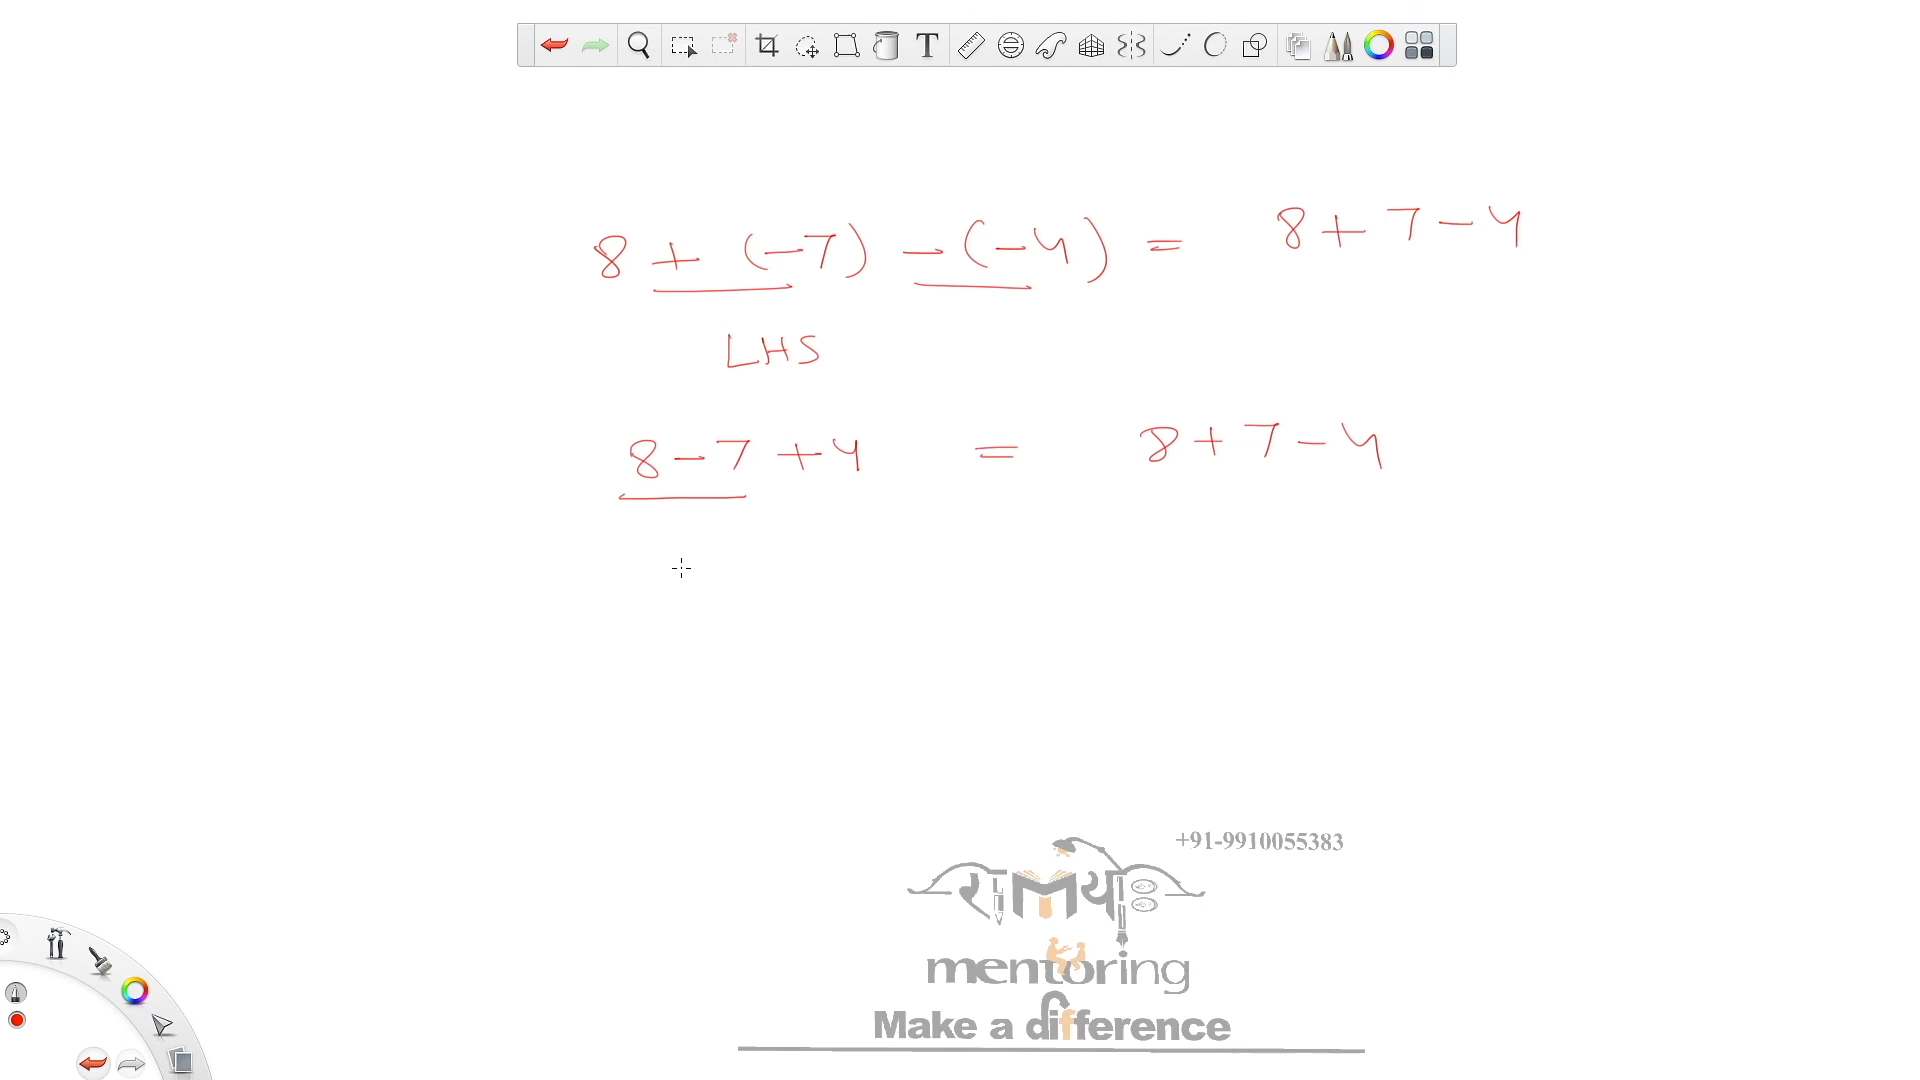 8 + (-7) - (-4) = 8 + 7 - 4
LHS
8 - 7 + 4 = 8 + 7 - 4
+91-9910055383
mentoring
Make a difference